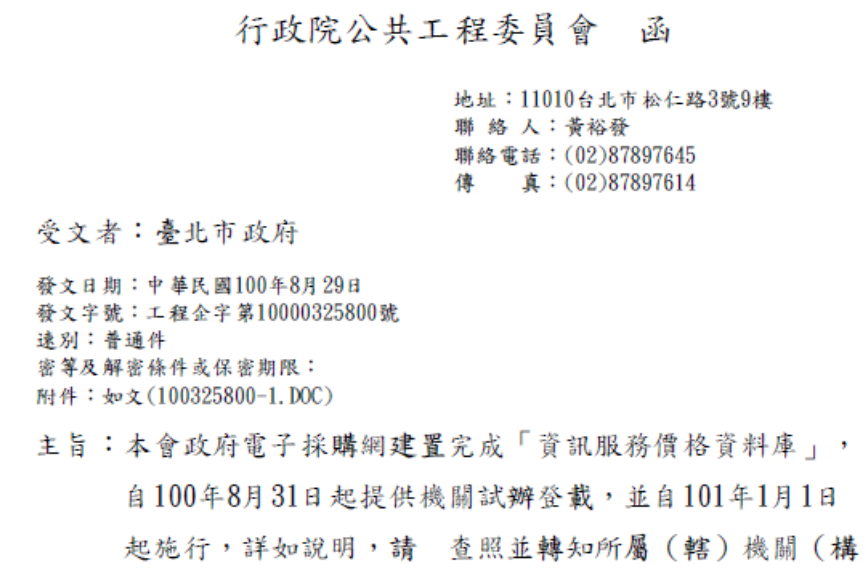 行政院公共工程委員會　函
地址：11010台北市松仁路3號9樓
聯 絡 人：黃裕發
聯絡電話：(02)87897645
傳　　真：(02)87897614
受文者：臺北市政府
發文日期：中華民國100年8月29日
發文字號：工程企字第10000325800號
速別：普通件
密等及解密條件或保密期限：
附件：如文(100325800-1.DOC)
主旨：本會政府電子採購網建置完成「資訊服務價格資料庫」，
自100年8月31日起提供機關試辦登載，並自101年1月1日
起施行，詳如說明，請　查照並轉知所屬（轄）機關（構